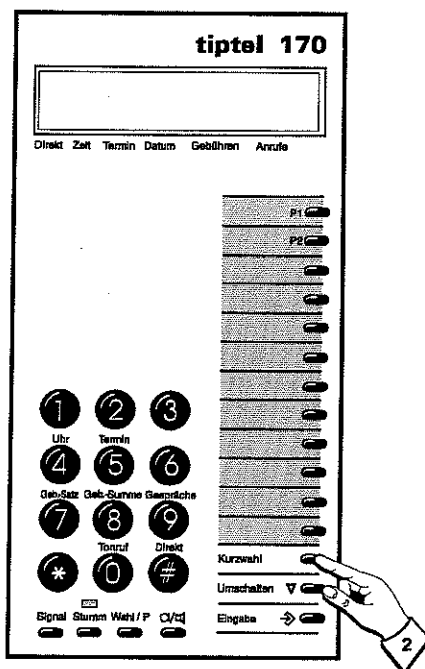 tiptel 170
Direkt Zeit Termin Datum Gebühren Anrufe
P1
P2
1 2 3
Uhr Termin
4 5 6
Geb.-Satz Geb.-Summe Gespräche
7 8 9
Tonruf Direkt
* 0 #
Kurzwahl
Umschalten
Eingabe
Signal Stumm Wahl / P
2